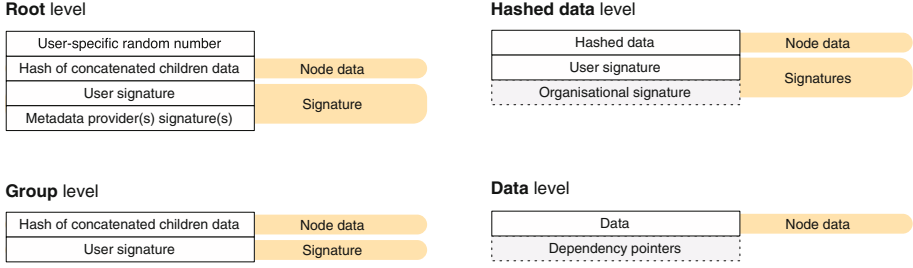 Root level
User-specific random number
Hash of concatenated children data
Node data
User signature
Signature
Metadata provider(s) signature(s)
Hashed data level
Hashed data
Node data
User signature
Signatures
Organisational signature
Group level
Hash of concatenated children data
Node data
User signature
Signature
Data level
Data
Node data
Dependency pointers